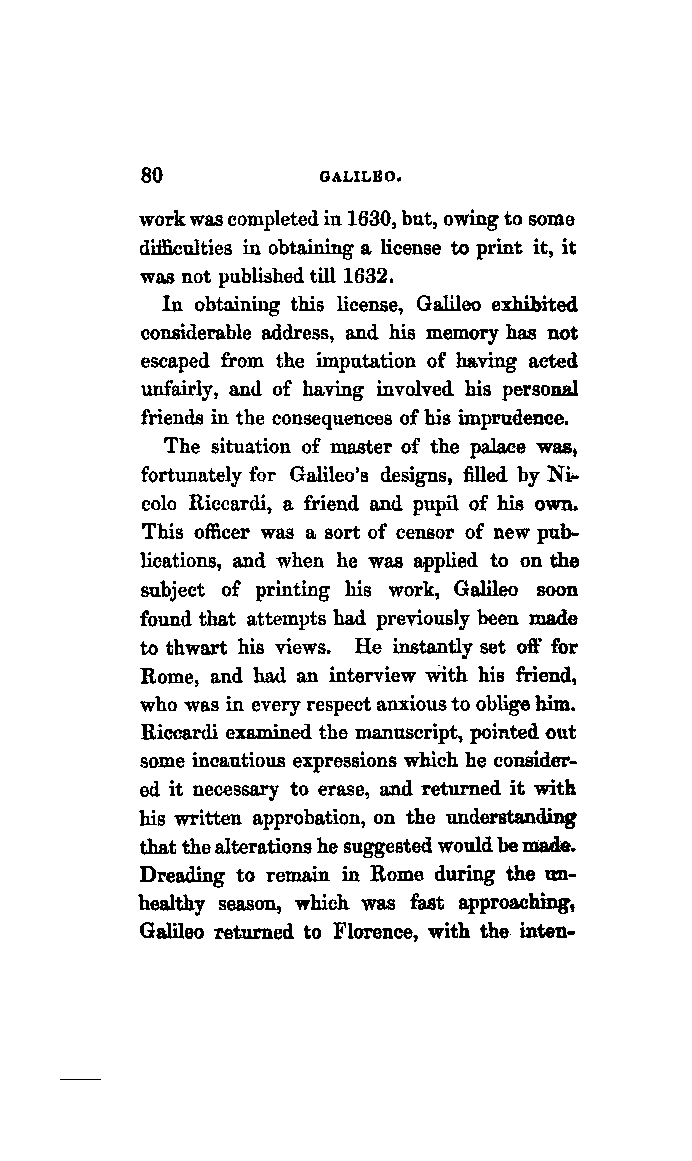 80 GALILEO.
work was completed in 1630, but, owing to some
difficulties in obtaining a license to print it, it
was not published till 1632.
In obtaining this license, Galileo exhibited
considerable address, and his memory has not
escaped from the imputation of having acted
unfairly, and of having involved his personal
friends in the consequences of his imprudence.
The situation of master of the palace was,
fortunately for Galileo's designs, filled by Ni-
colo Riccardi, a friend and pupil of his own.
This officer was a sort of censor of new pub-
lications, and when he was applied to on the
subject of printing his work, Galileo soon
found that attempts had previously been made
to thwart his views. He instantly set off for
Rome, and had an interview with his friend,
who was in every respect anxious to oblige him.
Riccardi examined the manuscript, pointed out
some incautious expressions which he consider-
ed it necessary to erase, and returned it with
his written approbation, on the understanding
that the alterations he suggested would be made.
Dreading to remain in Rome during the un-
healthy season, which was fast approaching,
Galileo returned to Florence, with the inten-